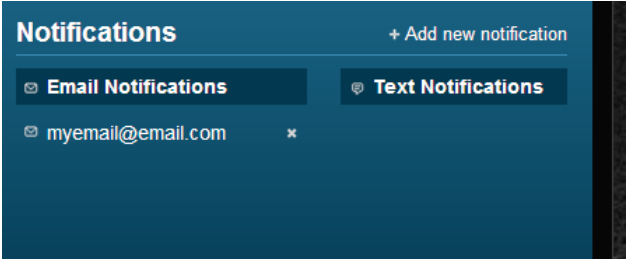 Notifications
+ Add new notification
Email Notifications
Text Notifications
myemail@email.com